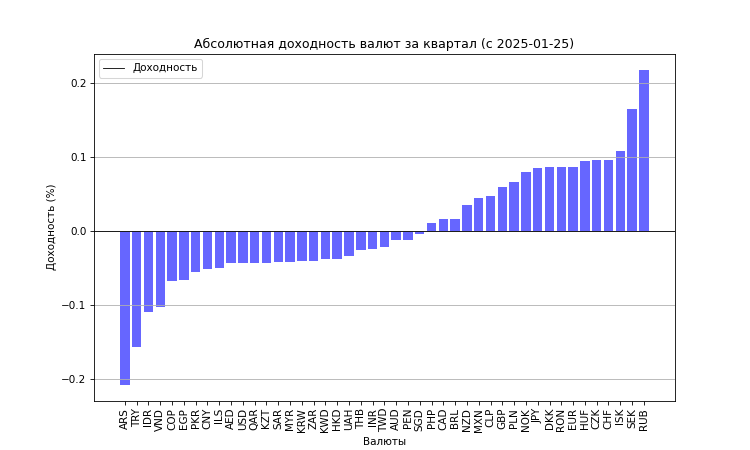 Абсолютная доходность валют за квартал (с 2025-01-25)
Доходность
0.2
0.1
0.0
−0.1
−0.2
Доходность (%)
ARS TRY IDR VND COP EGP PKR CNY ILS AED USD QAR KZT SAR MYR KRW ZAR KWD HKD UAH THB INR TWD AUD PEN SGD PHP CAD BRL NZD MXN CLP GBP PLN NOK JPY DKK RON EUR HUF CZK CHF ISK SEK RUB
Валюты